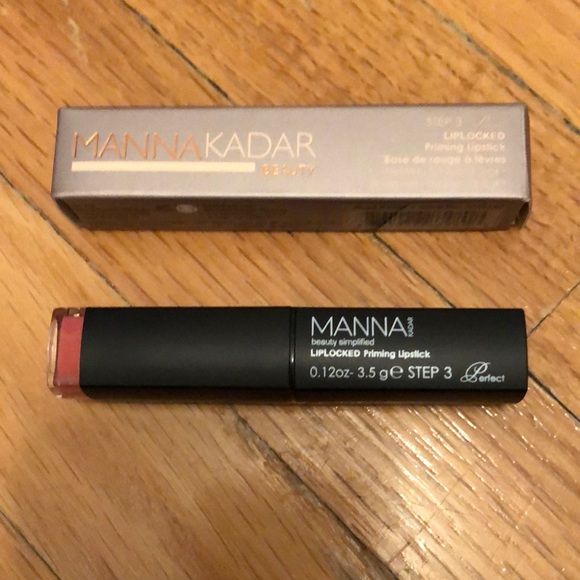 MANNAKADAR
BEAUTY
STEP 3
LIPLOCKED
Priming Lipstick
Base de rouge à lèvres
MANNA KADAR
beauty simplified
LIPLOCKED Priming Lipstick
0.12oz- 3.5 g℮ STEP 3 Perfect